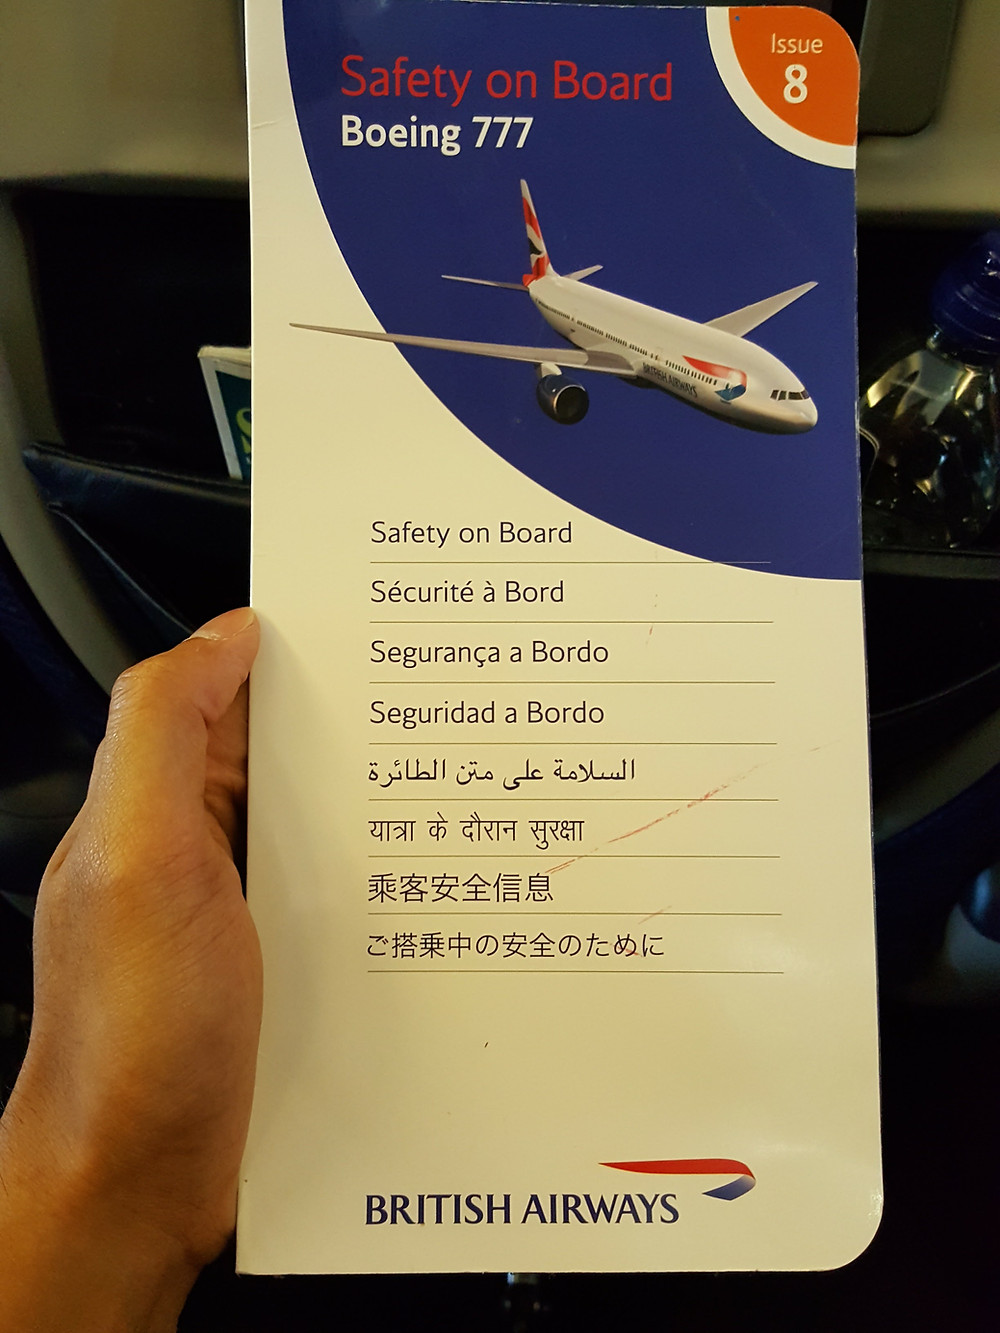 Issue
8
Safety on Board
Boeing 777
BRITISH AIRWAYS
Safety on Board
Sécurité à Bord
Segurança a Bordo
Seguridad a Bordo
السلامة على متن الطائرة
यात्रा के दौरान सुरक्षा
乘客安全信息
ご搭乗中の安全のために
BRITISH AIRWAYS